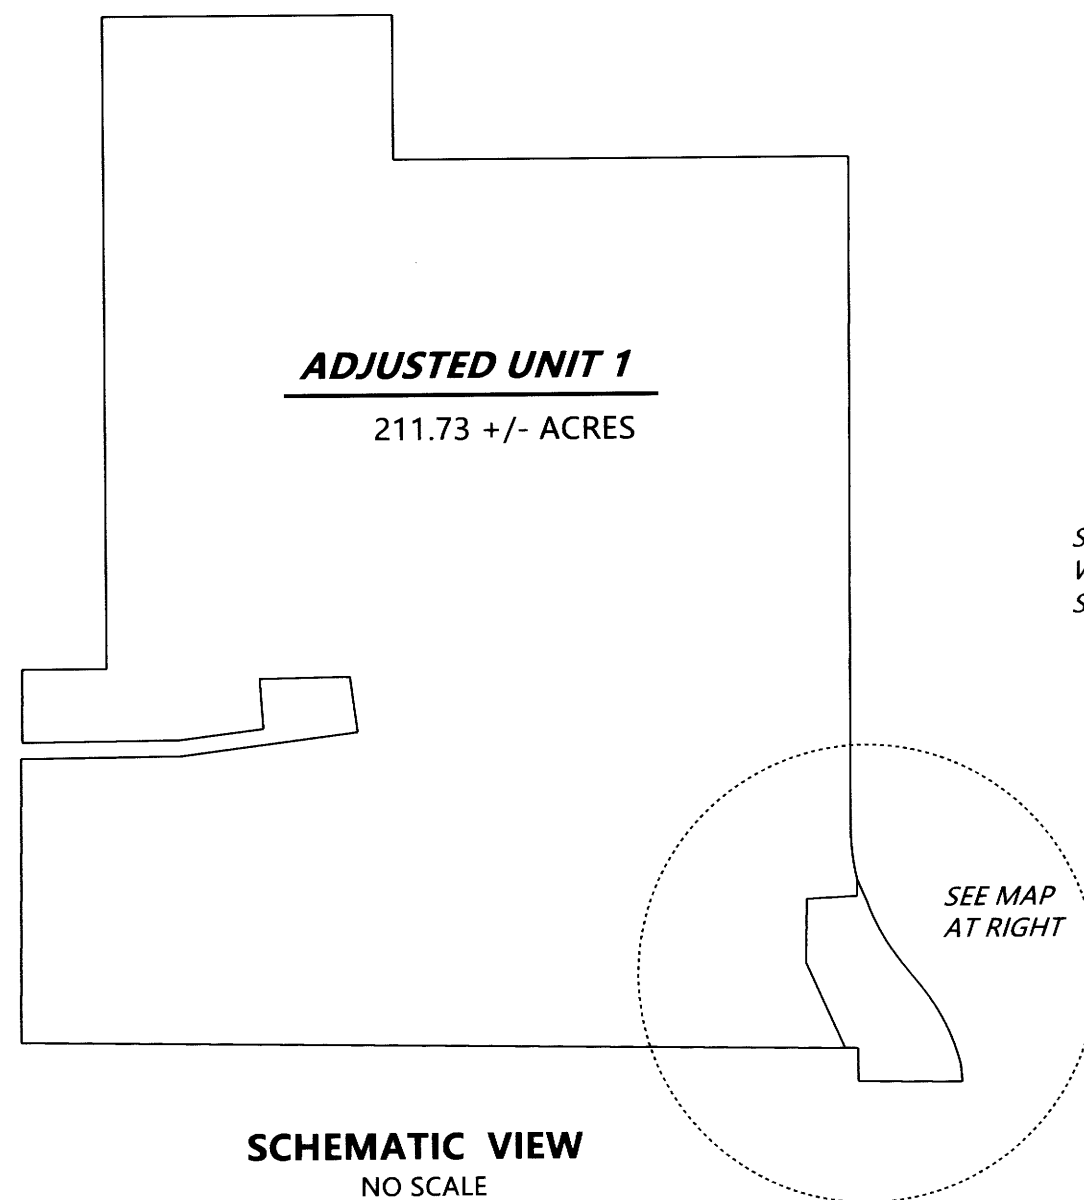 ADJUSTED UNIT 1
211.73 +/- ACRES
SEE MAP
AT RIGHT
SCHEMATIC VIEW
NO SCALE